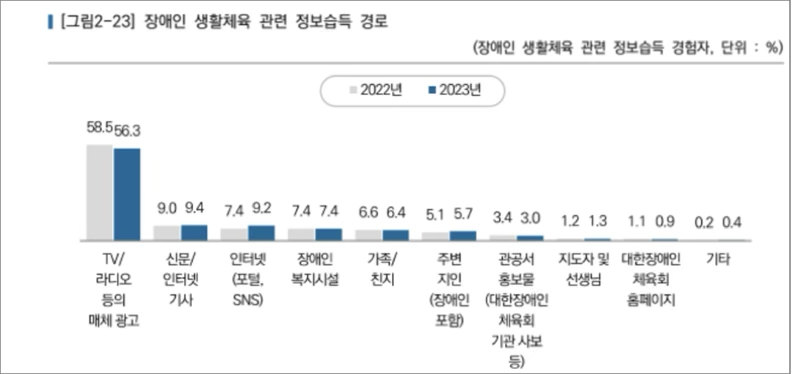 [그림2-23] 장애인 생활체육 관련 정보습득 경로
(장애인 생활체육 관련 정보습득 경험자, 단위 : %)
2022년 2023년
58.5 56.3
9.0 9.4
7.4 9.2
7.4 7.4
6.6 6.4
5.1 5.7
3.4 3.0
1.2 1.3
1.1 0.9
0.2 0.4
TV/
라디오
등의
매체 광고
신문/
인터넷
기사
인터넷
(포털,
SNS)
장애인
복지시설
가족/
친지
주변
지인
(장애인
포함)
관공서
홍보물
(대한장애인
체육회
기관 사보
등)
지도자 및
선생님
대한장애인
체육회
홈페이지
기타